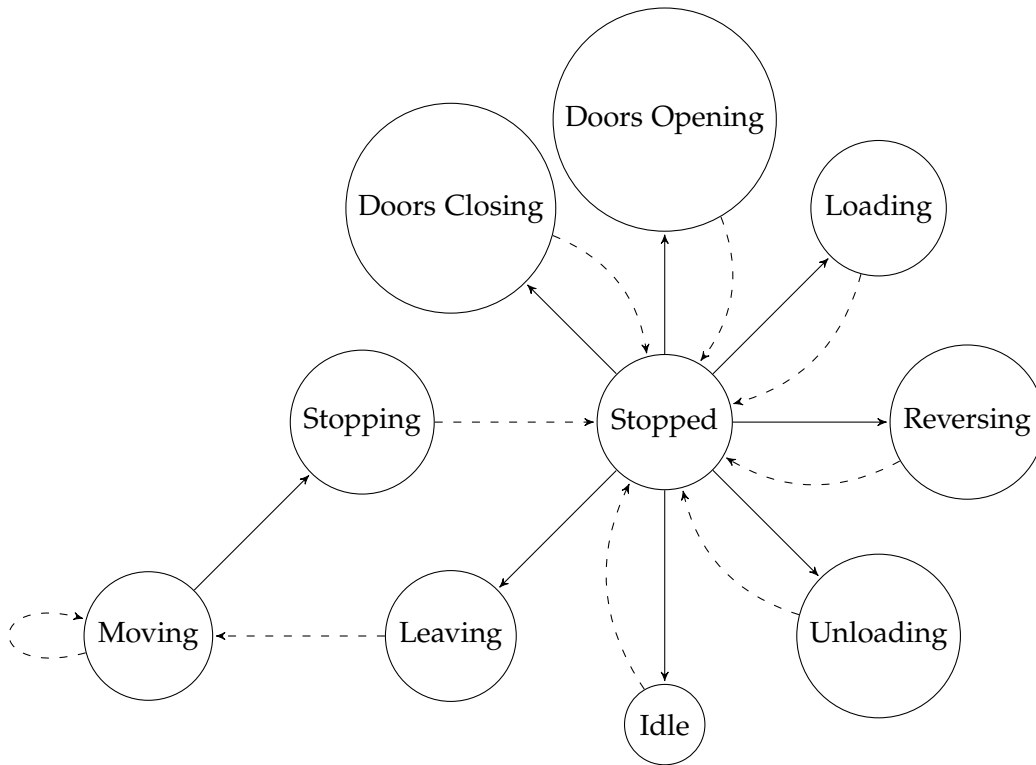 Doors Opening
Doors Closing
Loading
Stopping
Stopped
Reversing
Moving
Leaving
Unloading
Idle